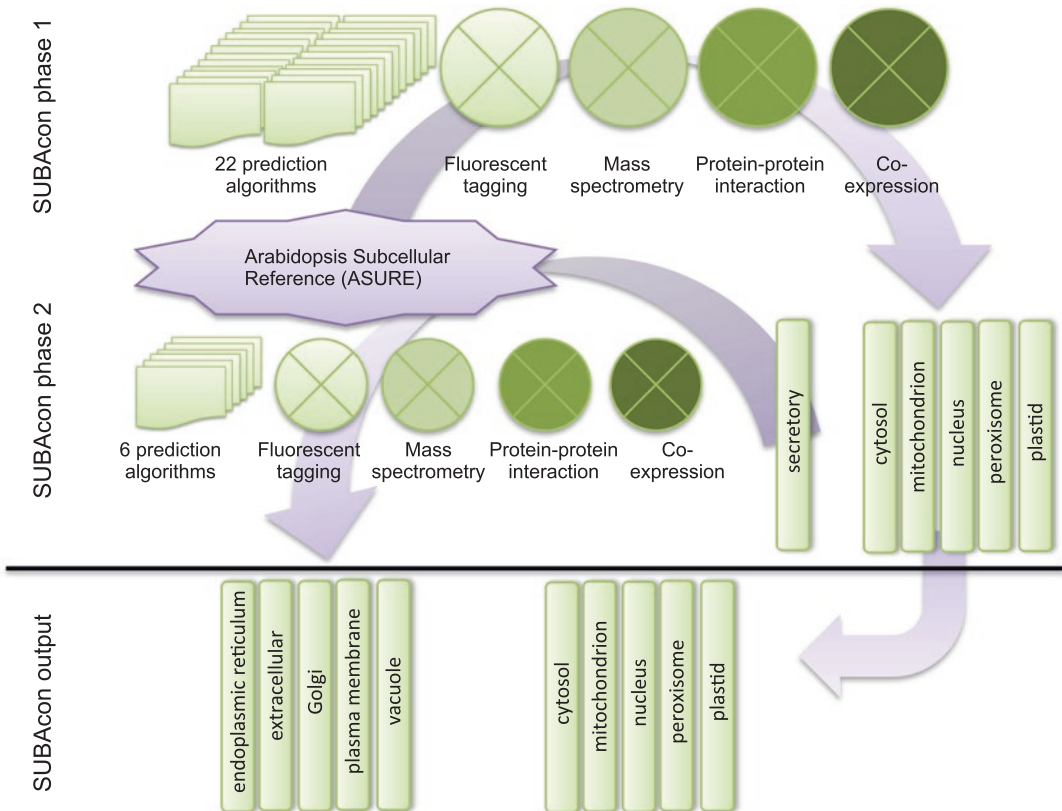 SUBAcon phase 1
22 prediction
algorithms
Fluorescent
tagging
Mass
spectrometry
Protein-protein
interaction
Co-
expression
Arabidopsis Subcellular
Reference (ASURE)
SUBAcon phase 2
6 prediction
algorithms
Fluorescent
tagging
Mass
spectrometry
Protein-protein
interaction
Co-
expression
secretory
cytosol
mitochondrion
nucleus
peroxisome
plastid
SUBAcon output
endoplasmic reticulum
extracellular
Golgi
plasma membrane
vacuole
cytosol
mitochondrion
nucleus
peroxisome
plastid